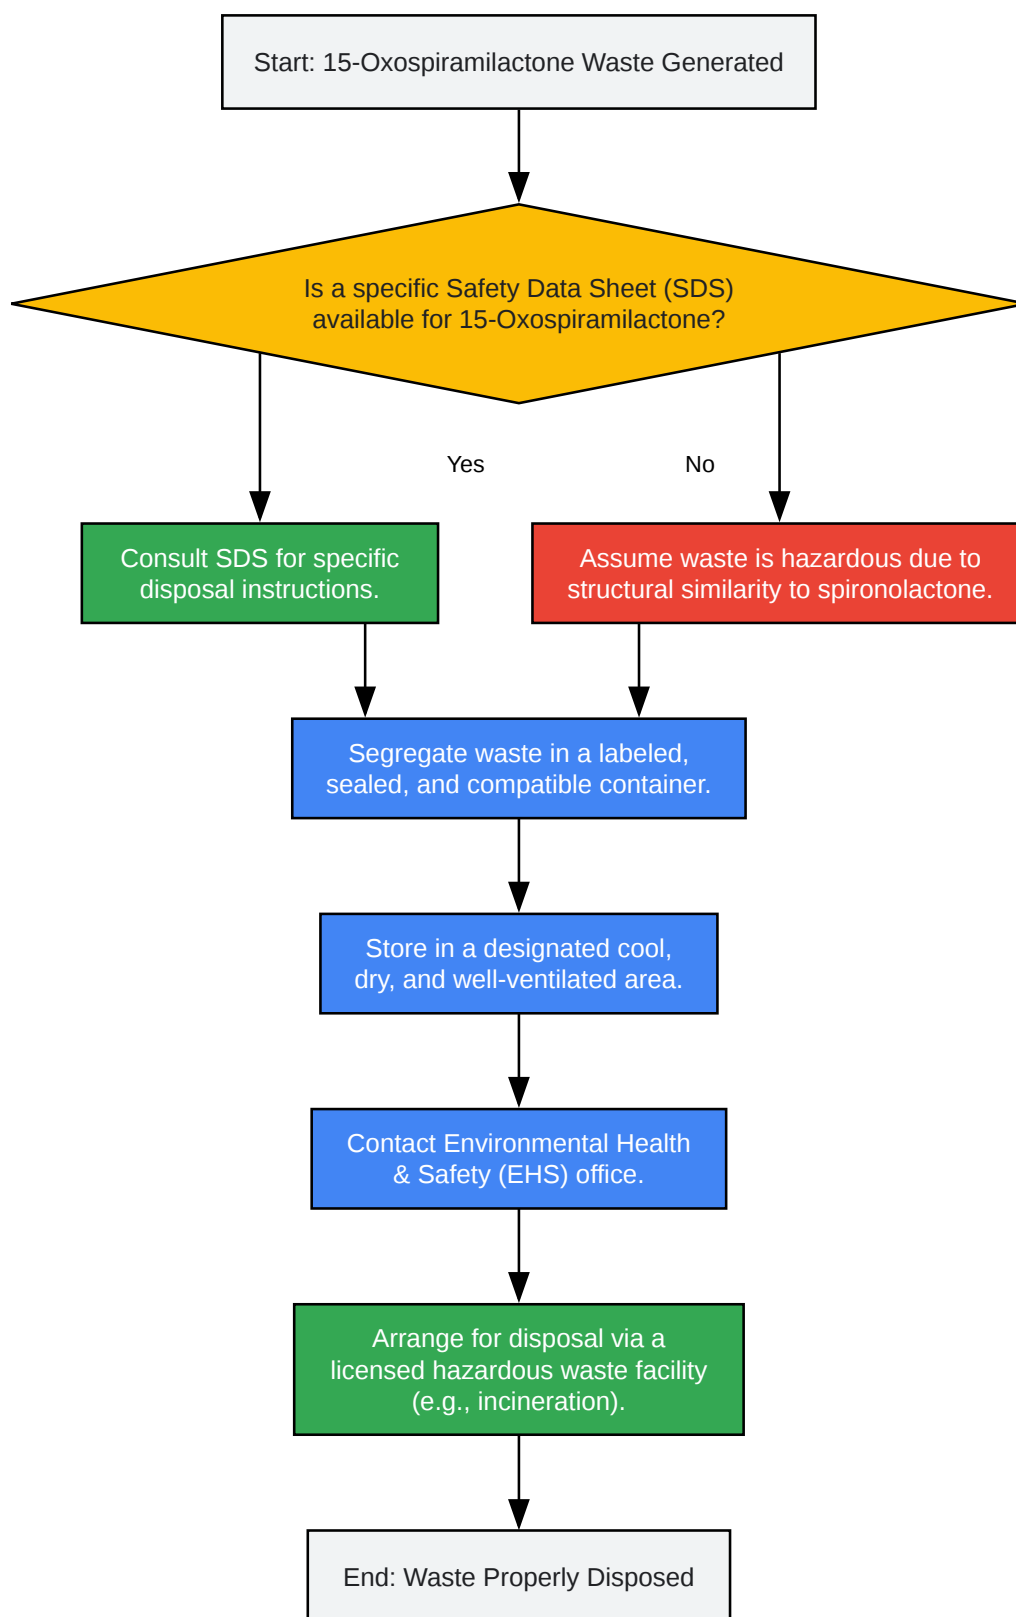 Start: 15-Oxospiramilactone Waste Generated
Is a specific Safety Data Sheet (SDS)
available for 15-Oxospiramilactone?
Yes
No
Consult SDS for specific
disposal instructions.
Assume waste is hazardous due to
structural similarity to spironolactone.
Segregate waste in a labeled,
sealed, and compatible container.
Store in a designated cool,
dry, and well-ventilated area.
Contact Environmental Health
& Safety (EHS) office.
Arrange for disposal via a
licensed hazardous waste facility
(e.g., incineration).
End: Waste Properly Disposed